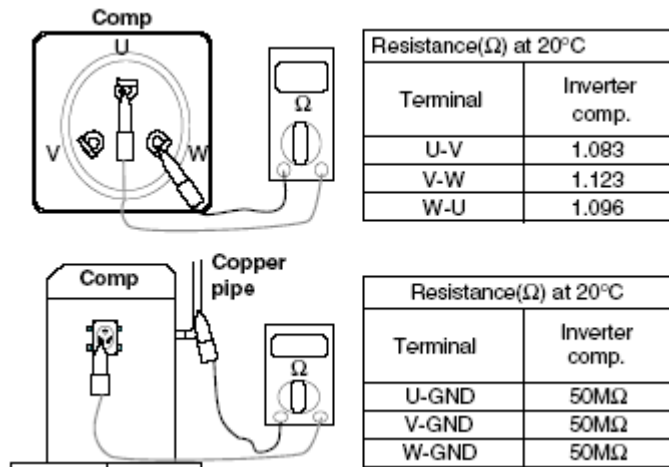 Comp
U
V
W
Ω
Resistance(Ω) at 20°C
Terminal Inverter comp.
U-V 1.083
V-W 1.123
W-U 1.096
Comp
Copper pipe
Ω
Resistance(Ω) at 20°C
Terminal Inverter comp.
U-GND 50MΩ
V-GND 50MΩ
W-GND 50MΩ